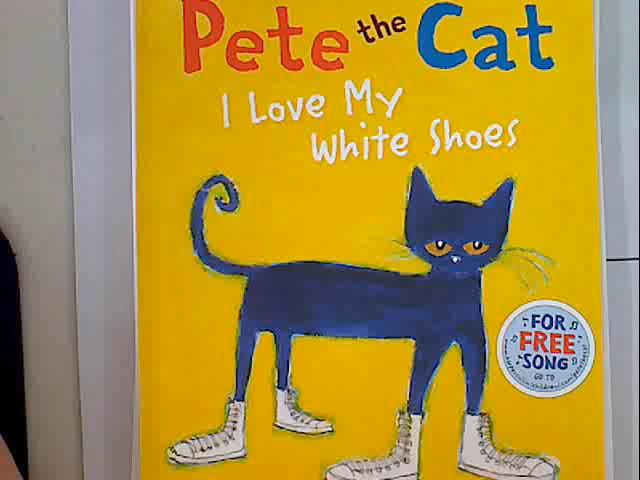 Pete the Cat
I Love My
White Shoes
FOR
FREE
SONG
GO TO